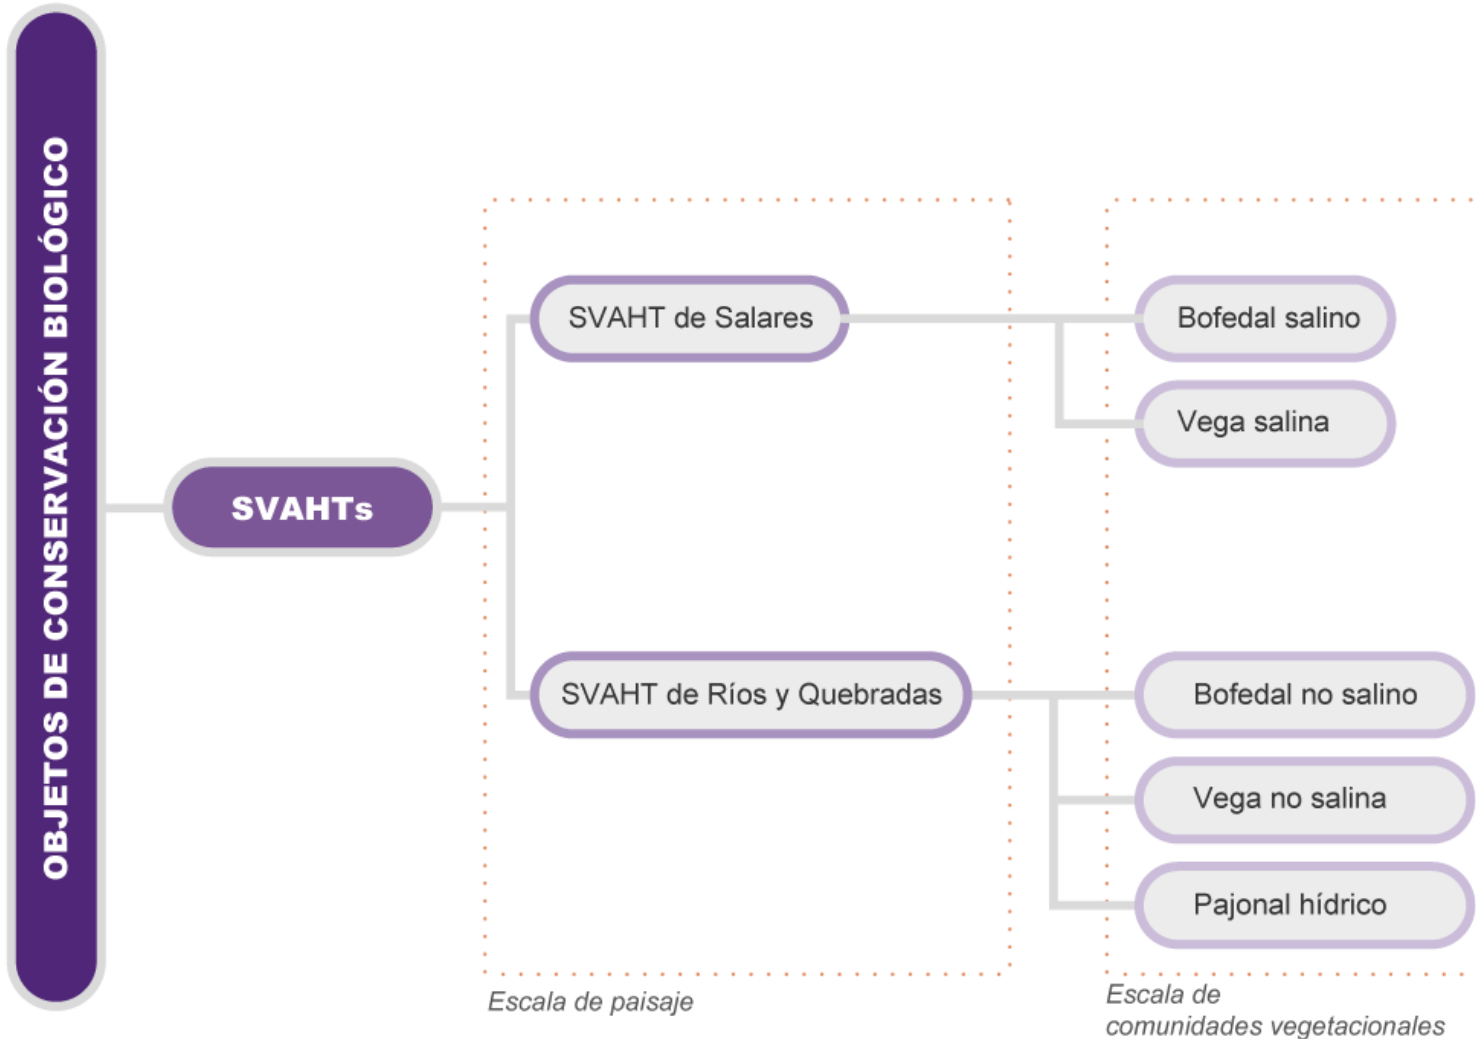 OBJETOS DE CONSERVACIÓN BIOLÓGICO
SVAHTs
SVAHT de Salares
SVAHT de Ríos y Quebradas
Escala de paisaje
Bofedal salino
Vega salina
Bofedal no salino
Vega no salina
Pajonal hídrico
Escala de
comunidades vegetacionales